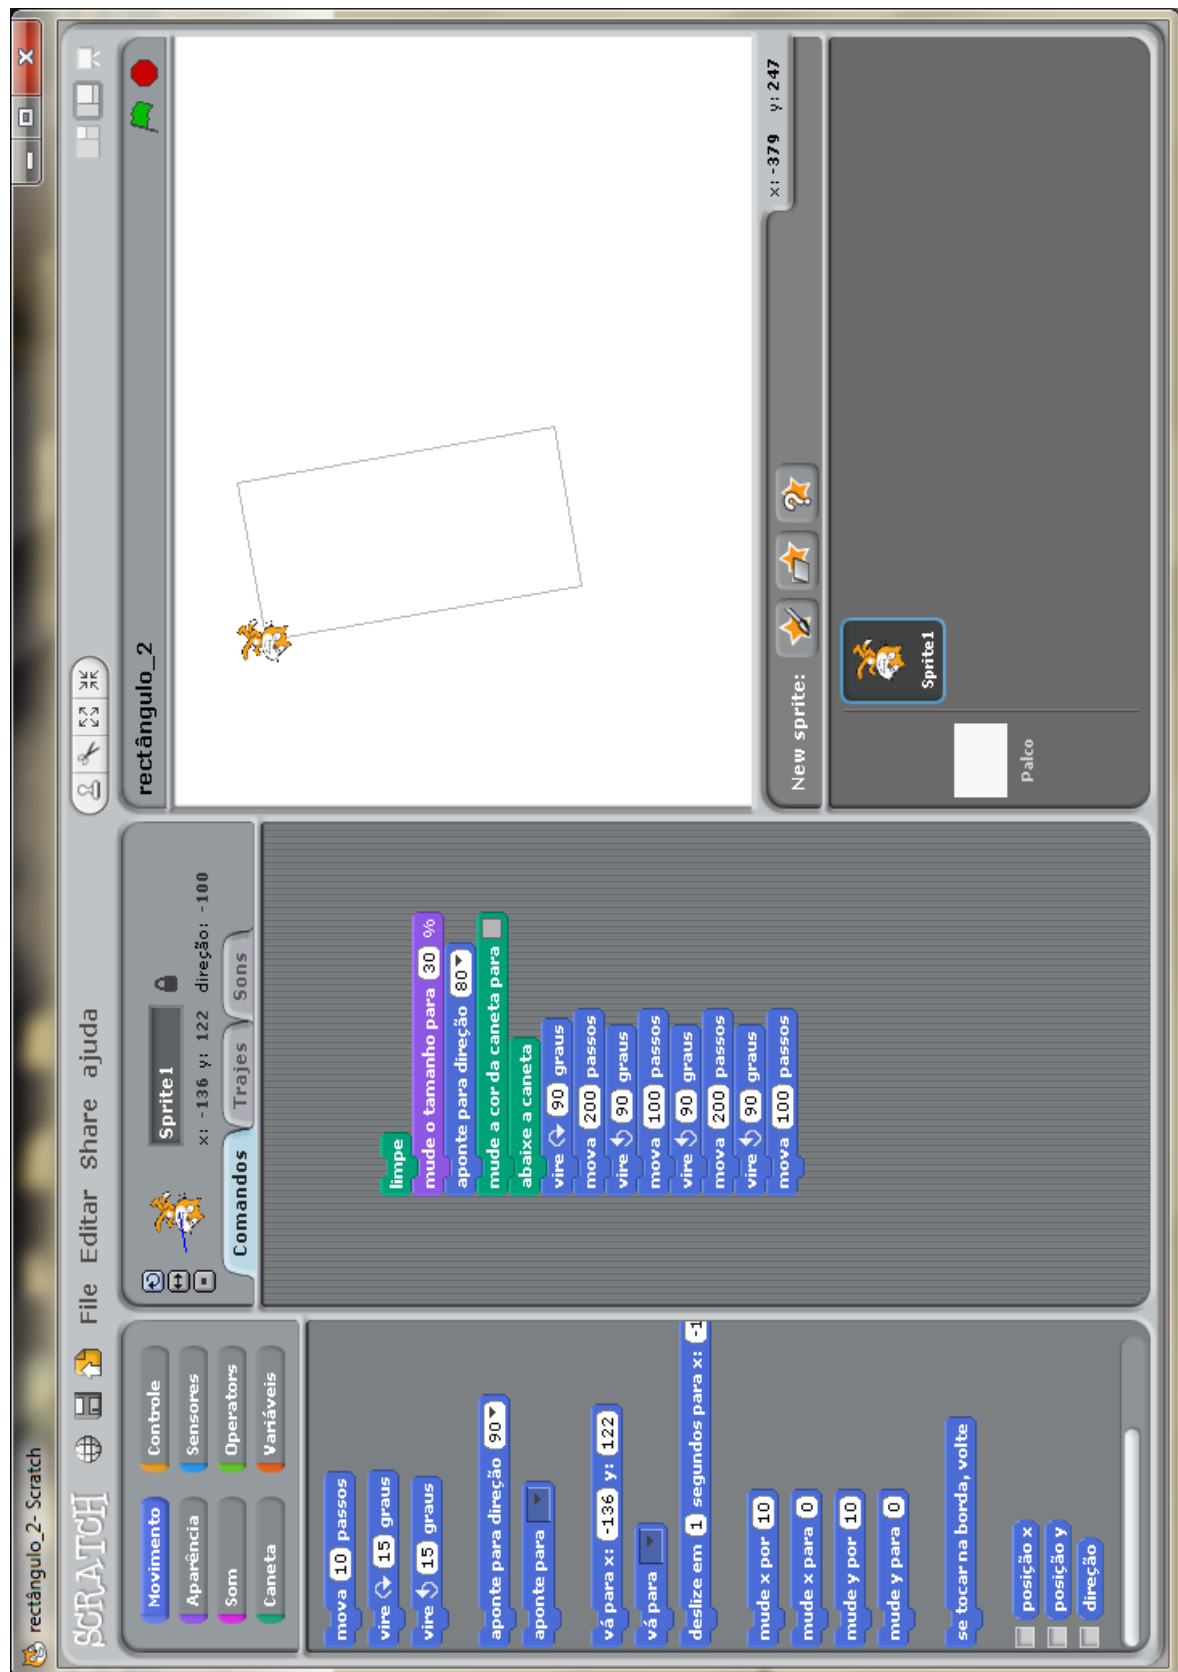 rectângulo_2- Scratch
SCRATCH
File Editar Share ajuda
Movimento Controle
Aparência Sensores
Som Operators
Caneta Variáveis
mova 10 passos
vire 15 graus
vire 15 graus
aponte para direção 90
aponte para
vá para x: -136 y: 122
vá para
deslize em 1 segundos para x: -1
mude x por 10
mude x para 0
mude y por 10
mude y para 0
se tocar na borda, volte
posição x
posição y
direção
Sprite1
x: -136 y: 122 direção: -100
Comandos Trajes Sons
limpe
mude o tamanho para 30 %
aponte para direção 80
mude a cor da caneta para
abaixe a caneta
vire 90 graus
mova 200 passos
vire 90 graus
mova 100 passos
vire 90 graus
mova 200 passos
vire 90 graus
mova 100 passos
rectângulo_2
x: -379 y: 247
New sprite:
Sprite1
Palco